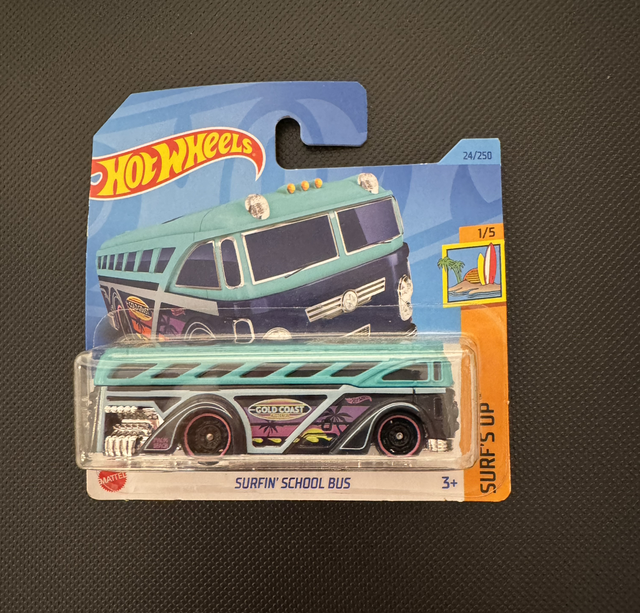 HOT WHEELS
24/250
1/5
GOLD COAST
SURFIN' SCHOOL BUS
MATTEL
3+
SURF'S UP